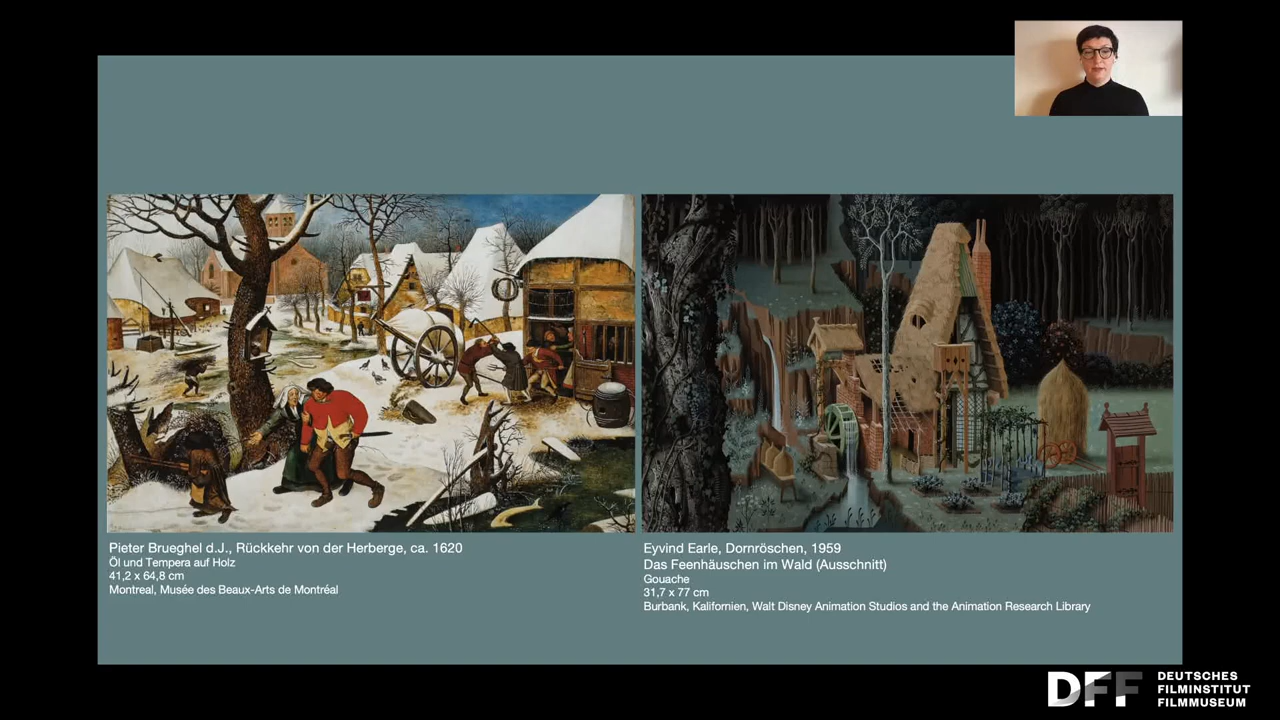 Pieter Brueghel d.J., Rückkehr von der Herberge, ca. 1620
Öl und Tempera auf Holz
41,2 x 64,8 cm
Montreal, Musée des Beaux-Arts de Montréal
Eyvind Earle, Dornröschen, 1959
Das Feenhäuschen im Wald (Ausschnitt)
Gouache
31,7 x 77 cm
Burbank, Kalifornien, Walt Disney Animation Studios and the Animation Research Library
DFF
DEUTSCHES
FILMINSTITUT
FILMMUSEUM